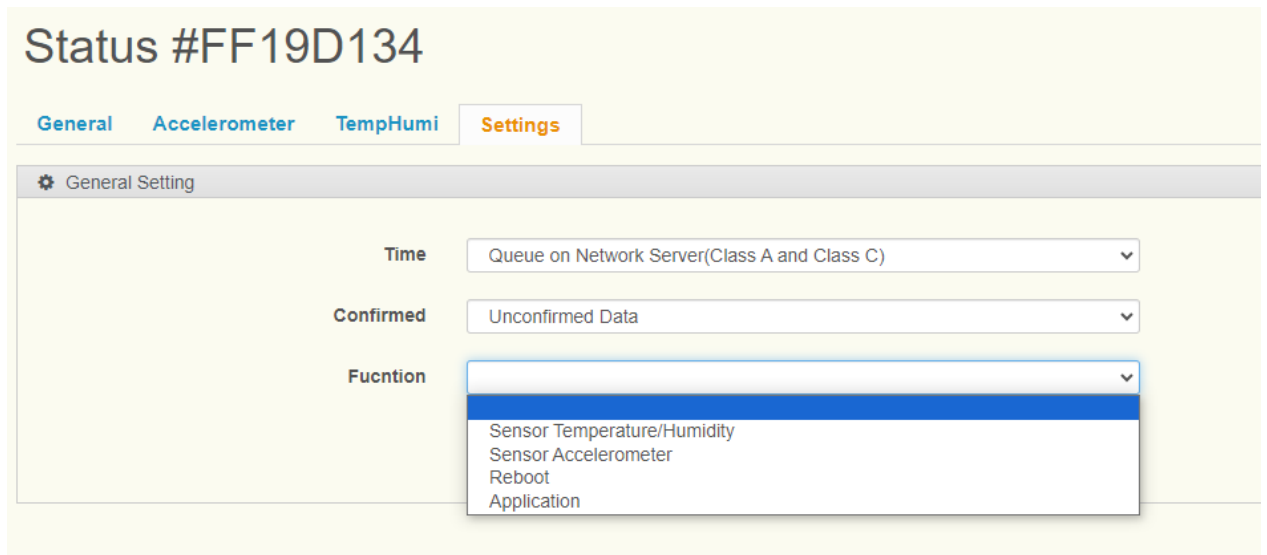 Status #FF19D134
General Accelerometer TempHumi Settings
General Setting
Time Queue on Network Server(Class A and Class C)
Confirmed Unconfirmed Data
Fucntion
Sensor Temperature/Humidity
Sensor Accelerometer
Reboot
Application